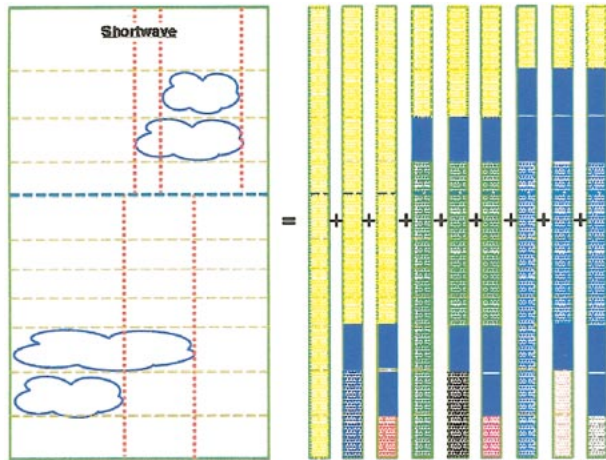 Shortwave
= + + + + + + + +